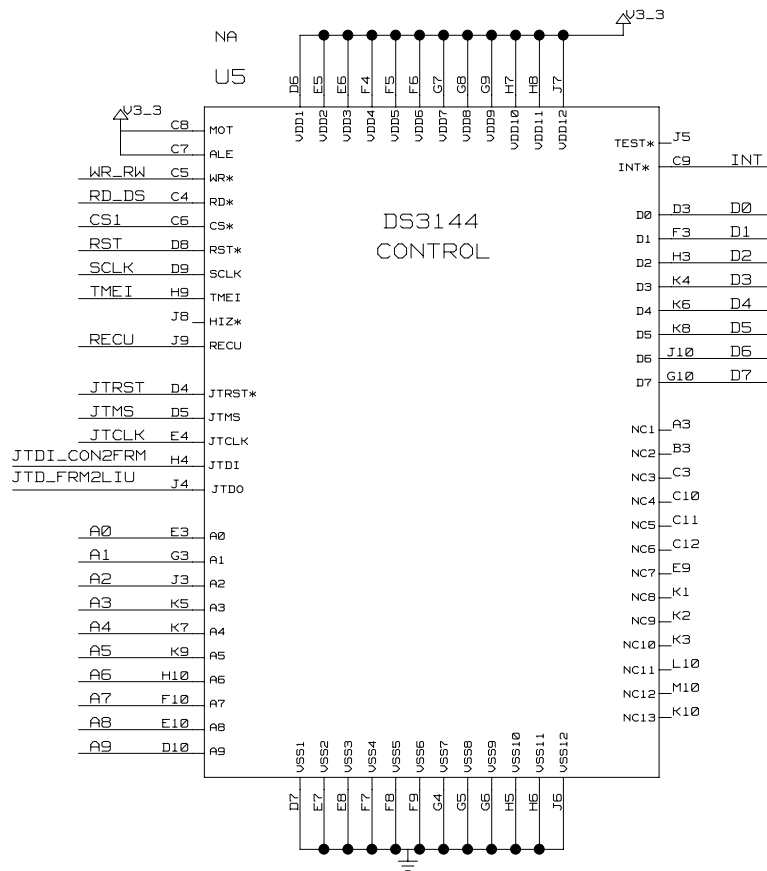 NA
U5
V3_3
D6 E5 E6 F4 F5 F6 G7 G8 G9 H7 H8 J7
VDD1 VDD2 VDD3 VDD4 VDD5 VDD6 VDD7 VDD8 VDD9 VDD10 VDD11 VDD12
V3_3
C8 MOT
C7 ALE
WR_RW C5 WR*
RD_DS C4 RD*
CS1 C6 CS*
RST D8 RST*
SCLK D9 SCLK
TMEI H9 TMEI
J8 HIZ*
RECU J9 RECU
JTRST D4 JTRST*
JTMS D5 JTMS
JTCLK E4 JTCLK
JTDI_CON2FRM H4 JTDI
JTD_FRM2LIU J4 JTDO
A0 E3 A0
A1 G3 A1
A2 J3 A2
A3 K5 A3
A4 K7 A4
A5 K9 A5
A6 H10 A6
A7 F10 A7
A8 E10 A8
A9 D10 A9
DS3144
CONTROL
TEST* J5
INT* C9 INT
D0 D3 D0
D1 F3 D1
D2 H3 D2
D3 K4 D3
D4 K6 D4
D5 K8 D5
D6 J10 D6
D7 G10 D7
NC1 A3
NC2 B3
NC3 C3
NC4 C10
NC5 C11
NC6 C12
NC7 E9
NC8 K1
NC9 K2
NC10 K3
NC11 L10
NC12 M10
NC13 K10
VSS1 VSS2 VSS3 VSS4 VSS5 VSS6 VSS7 VSS8 VSS9 VSS10 VSS11 VSS12
D7 E7 E8 F7 F8 F9 G4 G5 G6 H5 H6 J6